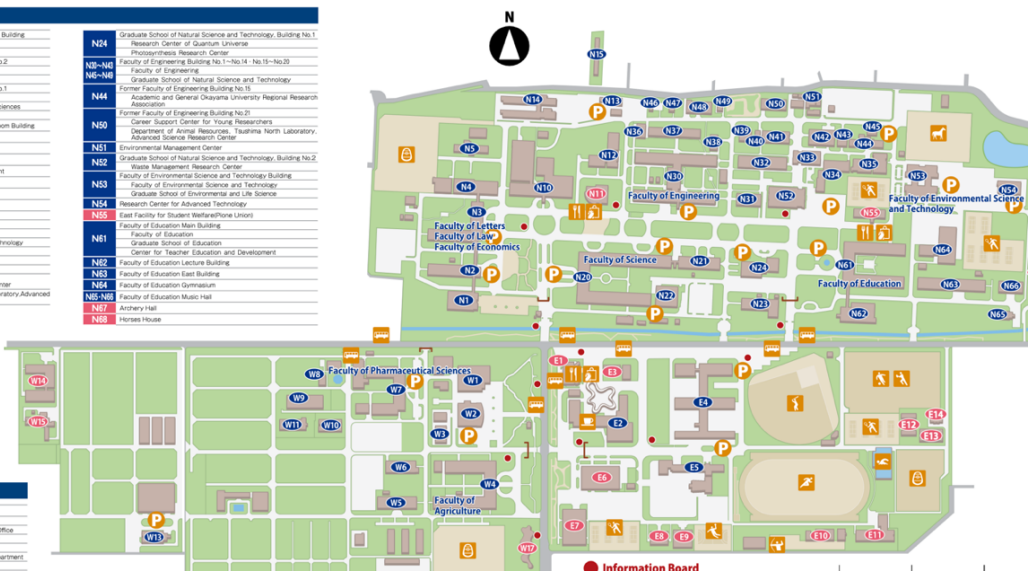 Building
o.2
o.1
ciences
om Building
nt
hnology
nter
oratory,Advanced
N24
Graduate School of Natural Science and Technology, Building No.1
Research Center of Quantum Universe
Photosynthesis Research Center
N30～N43
N45～N49
Faculty of Engineering Building No.1～No.14・No.15～No.20
Faculty of Engineering
Graduate School of Natural Science and Technology
N44
Former Faculty of Engineering Building No.15
Academic and General Okayama University Regional Research
Association
N50
Former Faculty of Engineering Building No.21
Career Support Center for Young Researchers
Department of Animal Resources, Tsushima North Laboratory,
Advanced Science Research Center
N51
Environmental Management Center
N52
Graduate School of Natural Science and Technology, Building No.2
Waste Management Research Center
N53
Faculty of Environmental Science and Technology Building
Faculty of Environmental Science and Technology
Graduate School of Environmental and Life Science
N54
Research Center for Advanced Technology
N55
East Facility for Student Welfare(Pione Union)
N61
Faculty of Education Main Building
Faculty of Education
Graduate School of Education
Center for Teacher Education and Development
N62
Faculty of Education Lecture Building
N63
Faculty of Education East Building
N64
Faculty of Education Gymnasium
N65・N66
Faculty of Education Music Hall
N67
Archery Hall
N68
Horses House
N
N15
N14
N13
N46
N47
N48
N49
N50
N51
P
N36
N37
N38
N39
N40
N41
N42
N43
N45
N44
P
N5
N12
N32
N33
N35
N34
N53
N4
N10
N11
N30
N31
N52
N54
P
P
Faculty of Engineering
Faculty of Environmental Science
and Technology
N3
P
P
N55
Faculty of Letters
Faculty of Law
Faculty of Economics
P
P
P
P
N64
Faculty of Science
N21
N24
N61
N2
P
P
N20
Faculty of Education
N63
N66
N1
N22
N23
P
N62
N65
W14
W15
W8
Faculty of Pharmaceutical Sciences
W7
P
W1
W9
W11
W10
W2
W3
P
W6
W5
W4
Faculty of
Agriculture
P
W13
W17
E1
E3
P
E4
E2
P
E5
E6
E7
E8
E9
E10
E11
E14
E12
E13
Information Board
office
partment